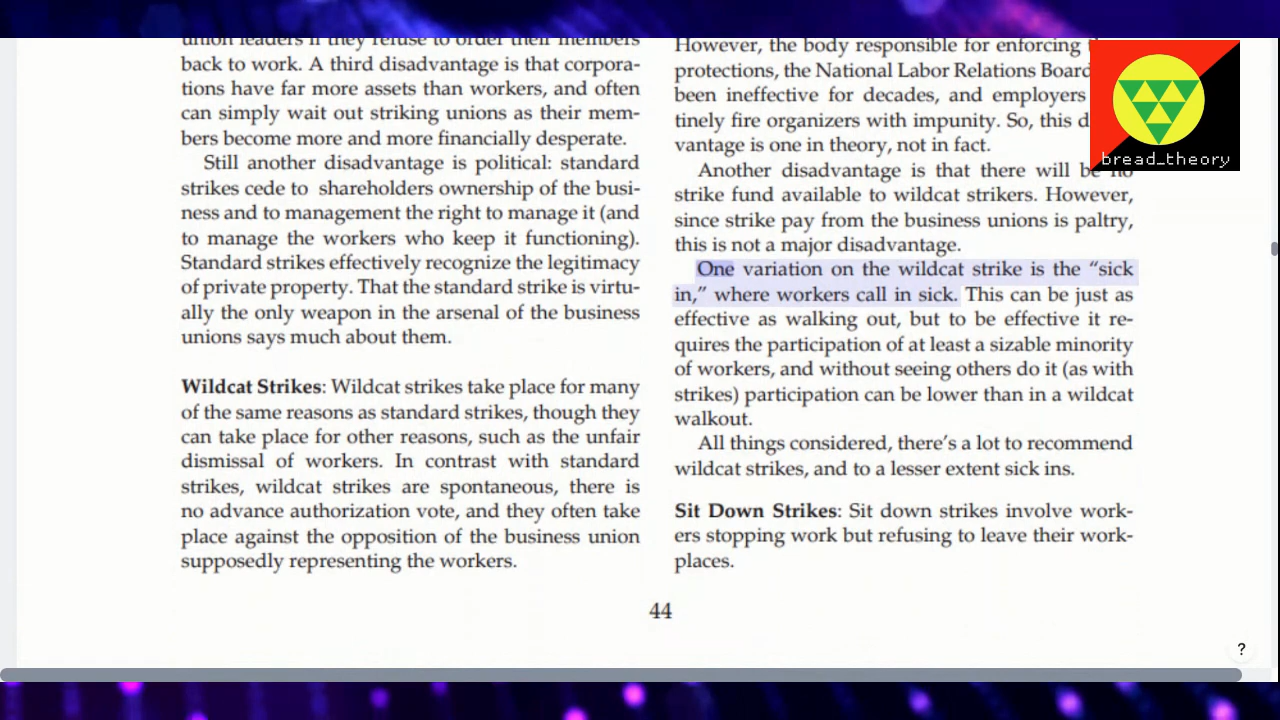 union leaders if they refuse to order their members
back to work. A third disadvantage is that corpora-
tions have far more assets than workers, and often
can simply wait out striking unions as their mem-
bers become more and more financially desperate.
Still another disadvantage is political: standard
strikes cede to shareholders ownership of the busi-
ness and to management the right to manage it (and
to manage the workers who keep it functioning).
Standard strikes effectively recognize the legitimacy
of private property. That the standard strike is virtu-
ally the only weapon in the arsenal of the business
unions says much about them.
Wildcat Strikes: Wildcat strikes take place for many
of the same reasons as standard strikes, though they
can take place for other reasons, such as the unfair
dismissal of workers. In contrast with standard
strikes, wildcat strikes are spontaneous, there is
no advance authorization vote, and they often take
place against the opposition of the business union
supposedly representing the workers.
However, the body responsible for enforcing
protections, the National Labor Relations Board
been ineffective for decades, and employers
tinely fire organizers with impunity. So, this
vantage is one in theory, not in fact.
Another disadvantage is that there will be no
strike fund available to wildcat strikers. However,
since strike pay from the business unions is paltry,
this is not a major disadvantage.
One variation on the wildcat strike is the “sick
in,” where workers call in sick. This can be just as
effective as walking out, but to be effective it re-
quires the participation of at least a sizable minority
of workers, and without seeing others do it (as with
strikes) participation can be lower than in a wildcat
walkout.
All things considered, there’s a lot to recommend
wildcat strikes, and to a lesser extent sick ins.
Sit Down Strikes: Sit down strikes involve work-
ers stopping work but refusing to leave their work-
places.
44
bread_theory
?